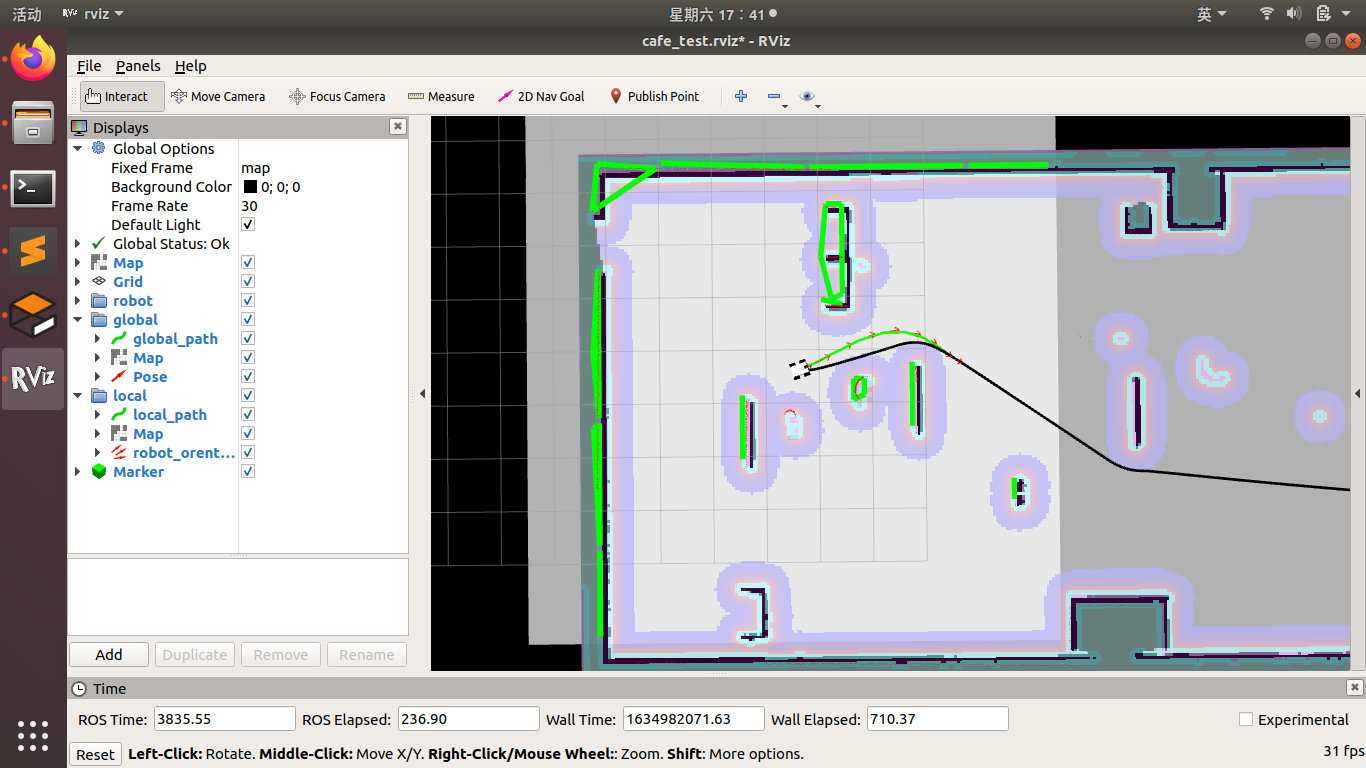 活动 RViz rviz 星期六 17：41 英
cafe_test.rviz* - RViz
File Panels Help
Interact Move Camera Focus Camera Measure 2D Nav Goal Publish Point
Displays
Global Options
Fixed Frame map
Background Color 0; 0; 0
Frame Rate 30
Default Light
Global Status: Ok
Map
Grid
robot
global
global_path
Map
Pose
local
local_path
Map
robot_orent...
Marker
RViz
Add Duplicate Remove Rename
Time
ROS Time: 3835.55 ROS Elapsed: 236.90 Wall Time: 1634982071.63 Wall Elapsed: 710.37 Experimental
Reset Left-Click: Rotate. Middle-Click: Move X/Y. Right-Click/Mouse Wheel:: Zoom. Shift: More options. 31 fps